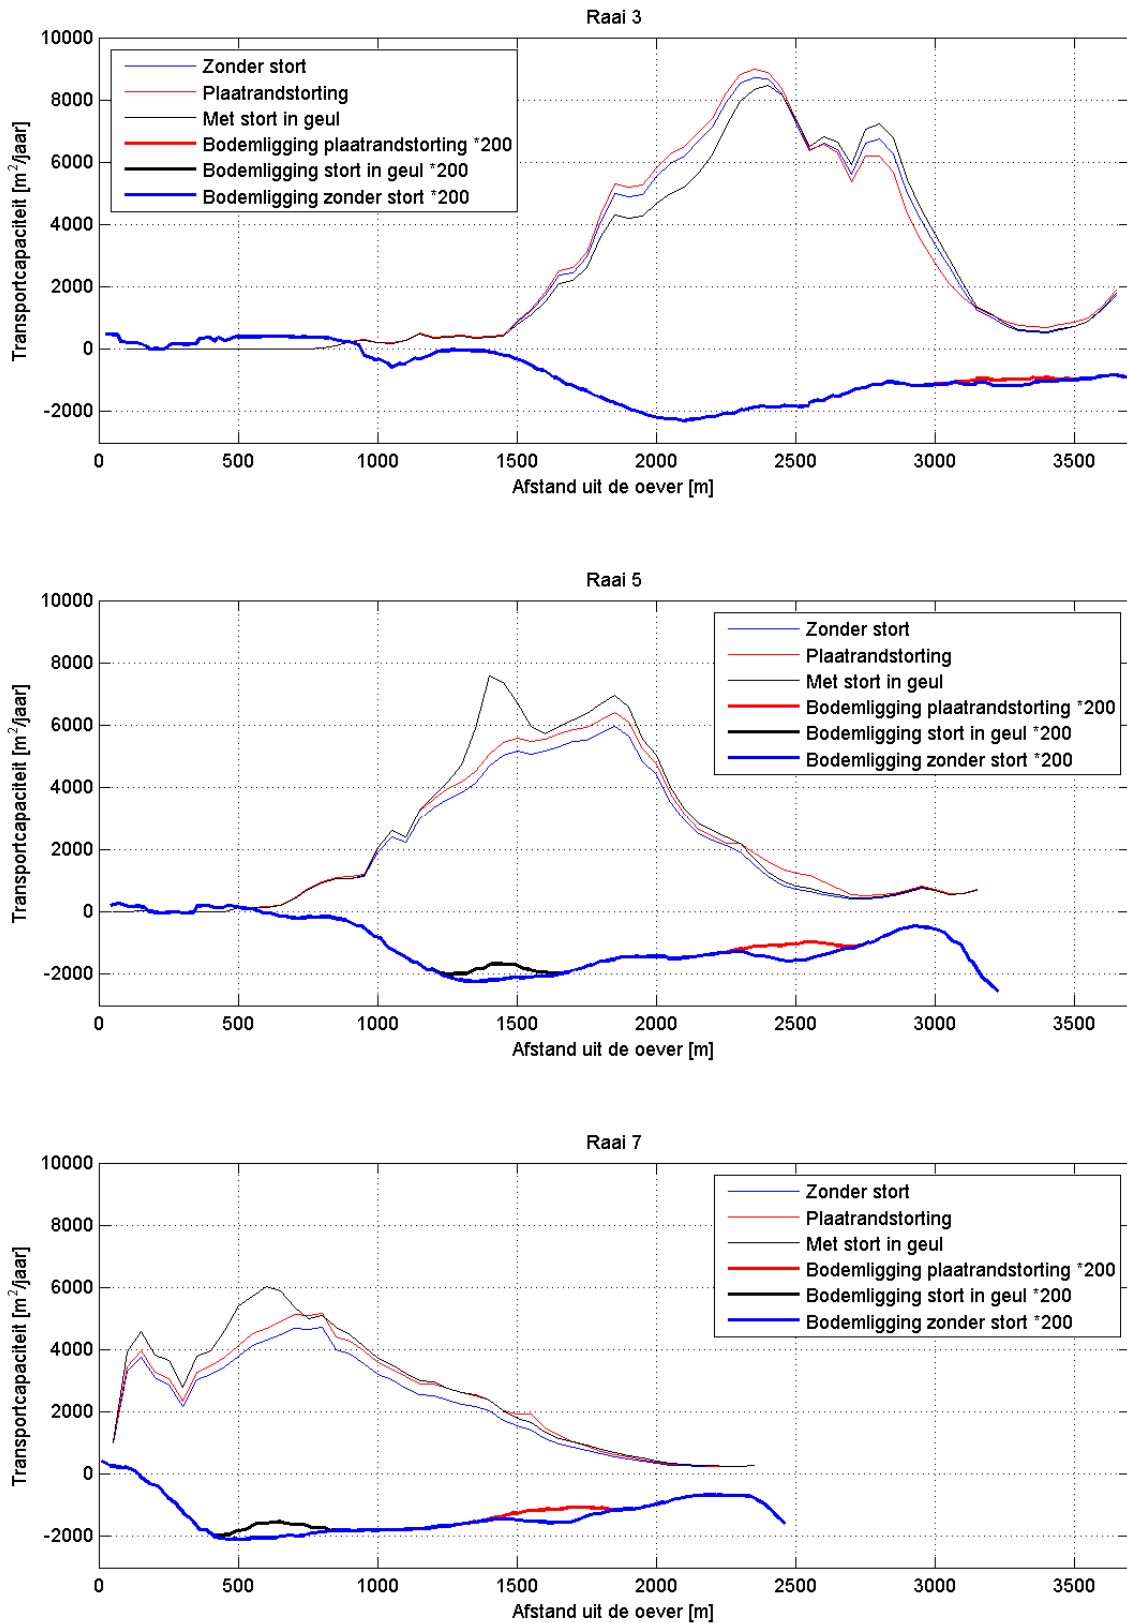 Raai 3
10000
8000
6000
4000
2000
0
-2000
Transportcapaciteit [m²/jaar]
Zonder stort
Plaatrandstorting
Met stort in geul
Bodemligging plaatrandstorting *200
Bodemligging stort in geul *200
Bodemligging zonder stort *200
0 500 1000 1500 2000 2500 3000 3500
Afstand uit de oever [m]
Raai 5
10000
8000
6000
4000
2000
0
-2000
Transportcapaciteit [m²/jaar]
Zonder stort
Plaatrandstorting
Met stort in geul
Bodemligging plaatrandstorting *200
Bodemligging stort in geul *200
Bodemligging zonder stort *200
0 500 1000 1500 2000 2500 3000 3500
Afstand uit de oever [m]
Raai 7
10000
8000
6000
4000
2000
0
-2000
Transportcapaciteit [m²/jaar]
Zonder stort
Plaatrandstorting
Met stort in geul
Bodemligging plaatrandstorting *200
Bodemligging stort in geul *200
Bodemligging zonder stort *200
0 500 1000 1500 2000 2500 3000 3500
Afstand uit de oever [m]